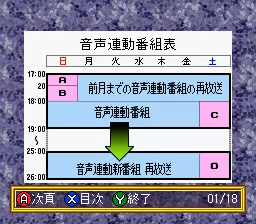 音声連動番組表
日 月 火 水 木 金 土
17:00
A 前月までの音声連動番組の再放送
20
B
18:00
音声連動番組 C
19:00
〜
25:00
音声連動新番組 再放送 D
26:00
A次頁 X目次 Y終了 01/18